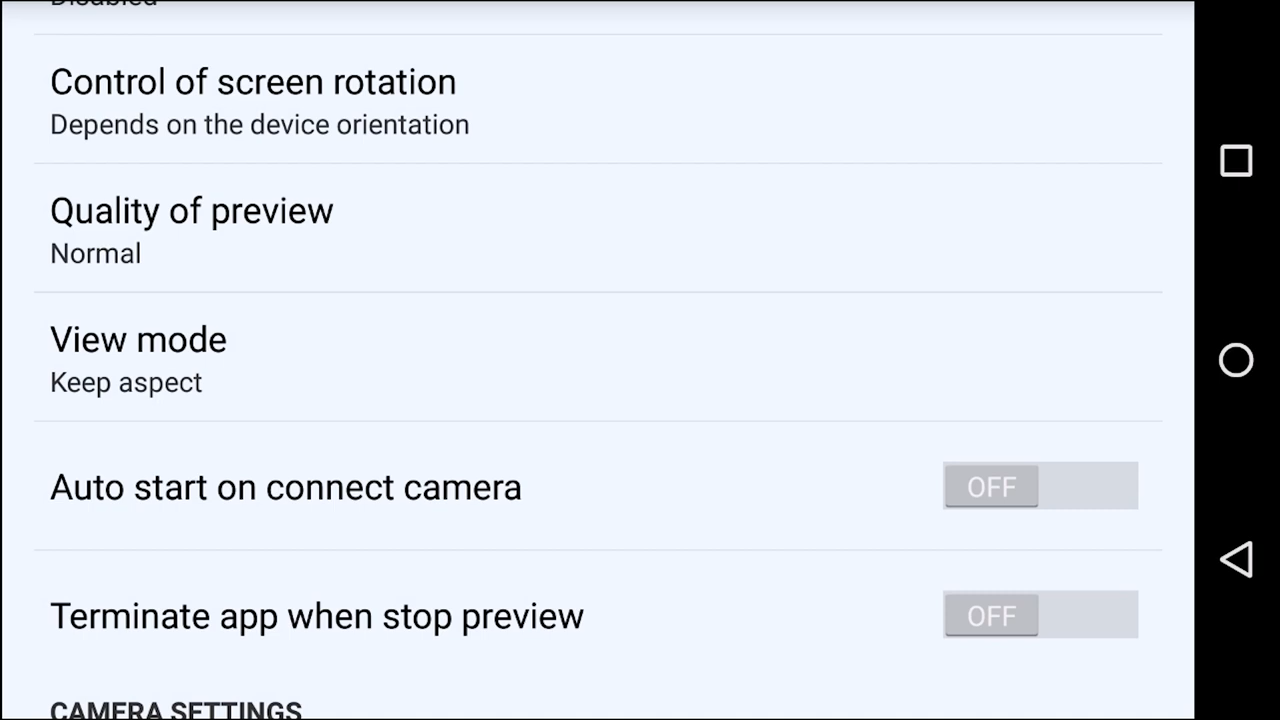 Disabled
Control of screen rotation
Depends on the device orientation
Quality of preview
Normal
View mode
Keep aspect
Auto start on connect camera
OFF
Terminate app when stop preview
OFF
CAMERA SETTINGS